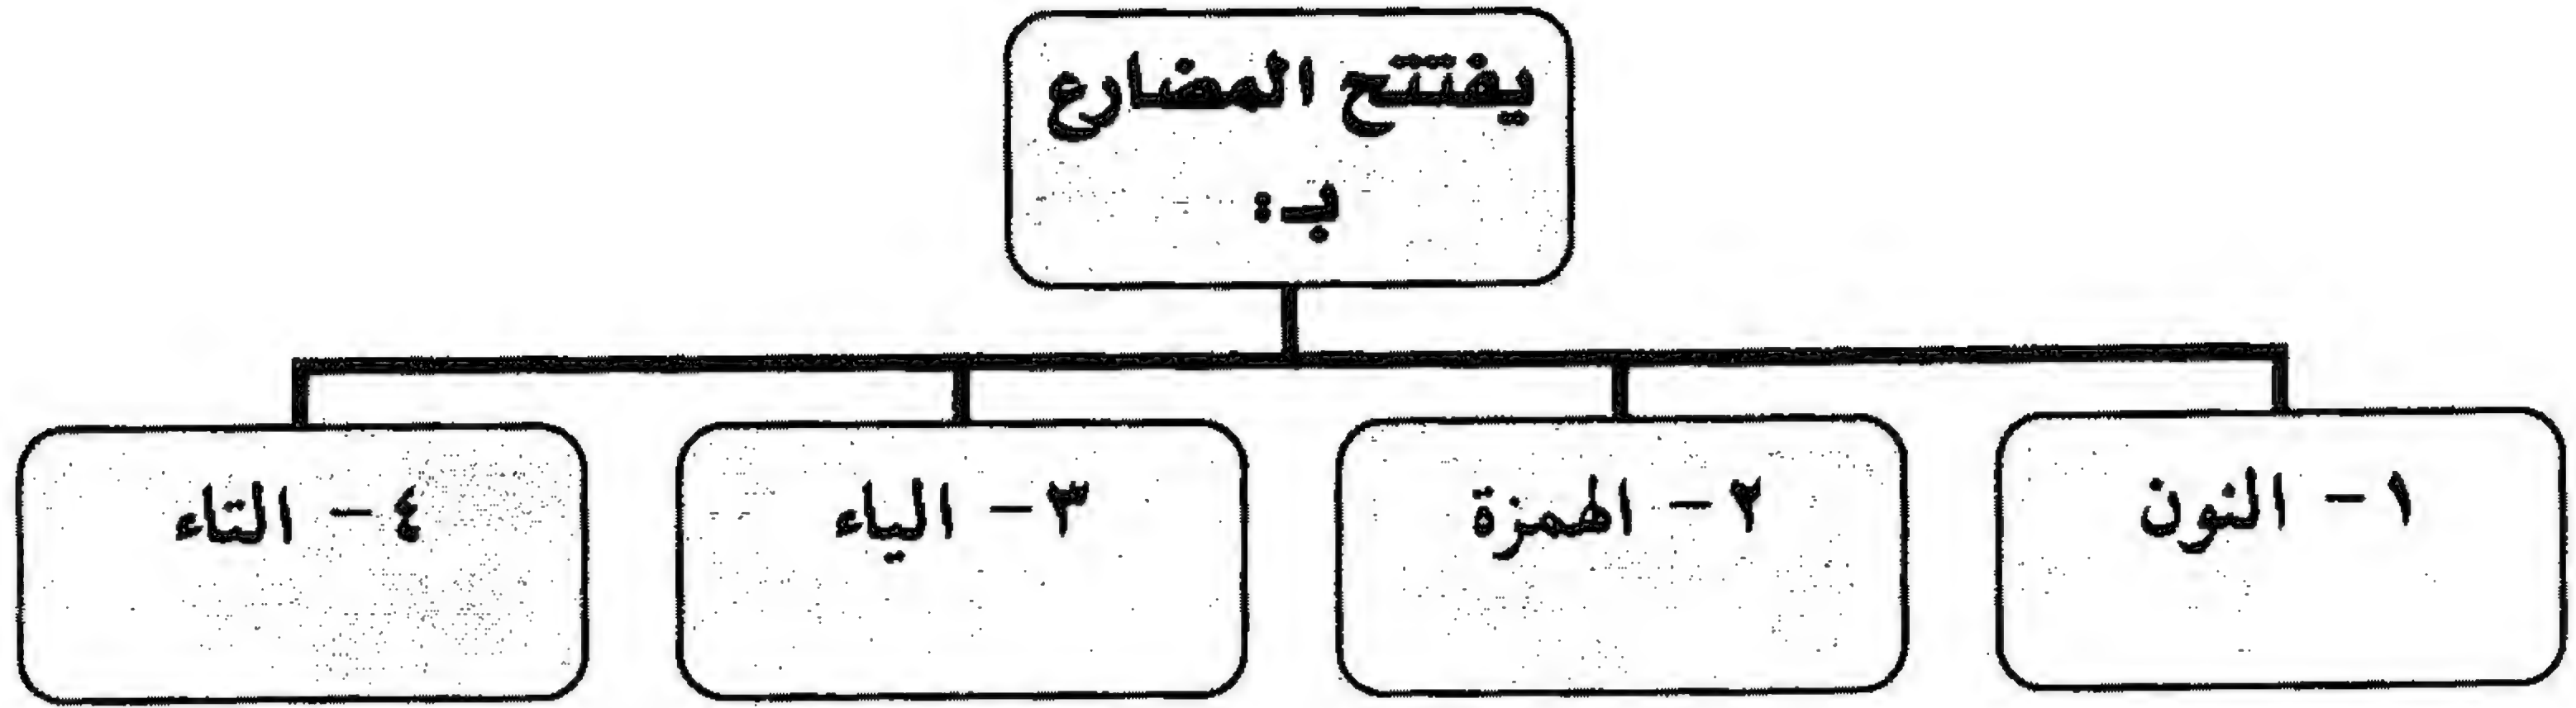 يفتتح المضارع
بـ:
١ - النون
٢ - الهمزة
٣ - الياء
٤ - التاء